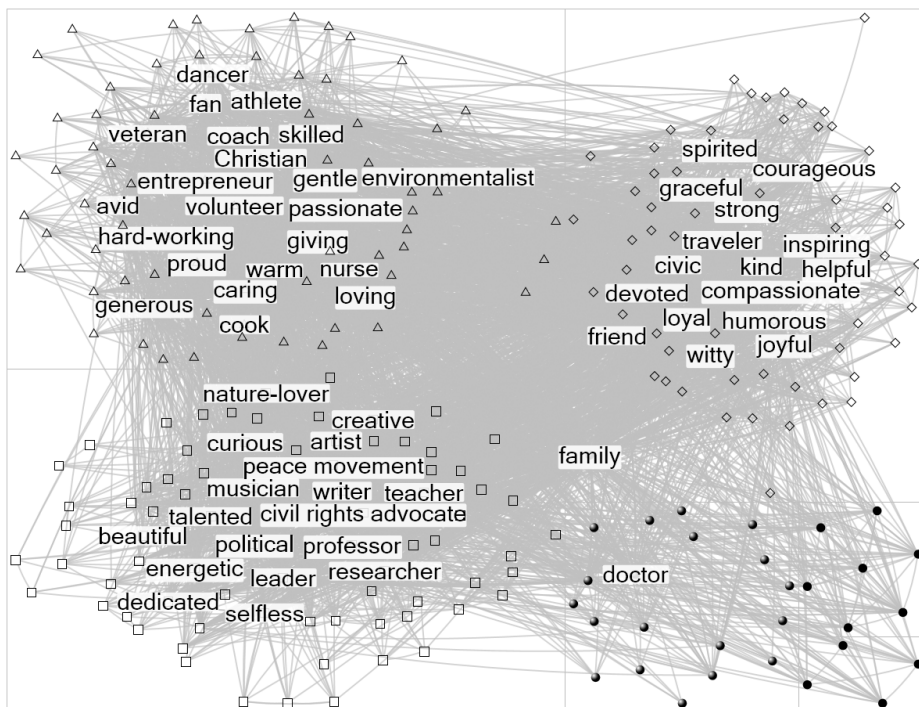 dancer
fan athlete
veteran coach skilled
Christian
entrepreneur gentle environmentalist
avid volunteer passionate
hard-working giving
proud warm nurse
caring loving
generous
cook
spirited
courageous
graceful
strong
traveler inspiring
civic kind helpful
devoted compassionate
loyal humorous
friend joyful
witty
nature-lover
creative
curious artist
peace movement
musician writer teacher
talented civil rights advocate
beautiful
political professor
energetic leader researcher
dedicated selfless
family
doctor